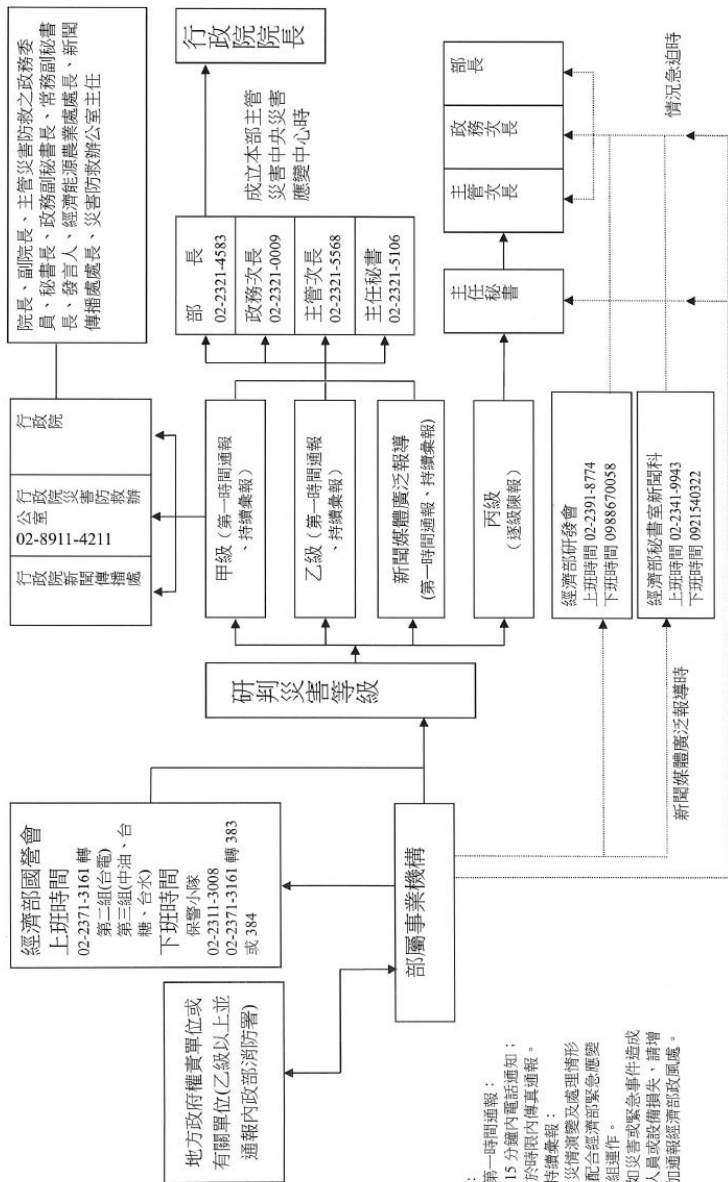 地方政府權責單位或
有關單位(乙級以上並
通報內政部消防署)
經濟部國營會
上班時間
02-2371-3161 轉
第二組(台電)
第三組(中油、台
糖、台水)
下班時間
保警小隊
02-2311-3008
02-2371-3161 轉 383
或 384
部屬事業機構
研判災害等級
行政院新聞傳播處
行政院災害防救辦
公室
02-8911-4211
行政院
院長、副院長、主管災害防救之政務委
員、秘書長、政務副秘書長、常務副秘書
長、發言人、經濟能源農業處處長、新聞
傳播處處長、災害防救辦公室主任
甲級（第一時間通報
、持續彙報）
乙級（第一時間通報
、持續彙報）
新聞媒體廣泛報導
(第一時間通報、持續彙報)
丙級
（逐級陳報）
部　長
02-2321-4583
政務次長
02-2321-0009
主管次長
02-2321-5568
主任秘書
02-2321-5106
成立本部主管
災害中央災害
應變中心時
行政院院長
主任秘書
主管次長
政務次長
部長
經濟部研發會
上班時間 02-2391-8774
下班時間 0988670058
經濟部秘書室新聞科
上班時間 02-2341-9943
下班時間 0921540322
新聞媒體廣泛報導時
情況急迫時
：
第一時間通報：
15 分鐘內電話通知；
於時限內傳真通報。
持續彙報：
災情演變及處理情形
配合經濟部緊急應變
組運作。
如災害或緊急事件造成
人員或設備損失，請增
加通報經濟部政風處。